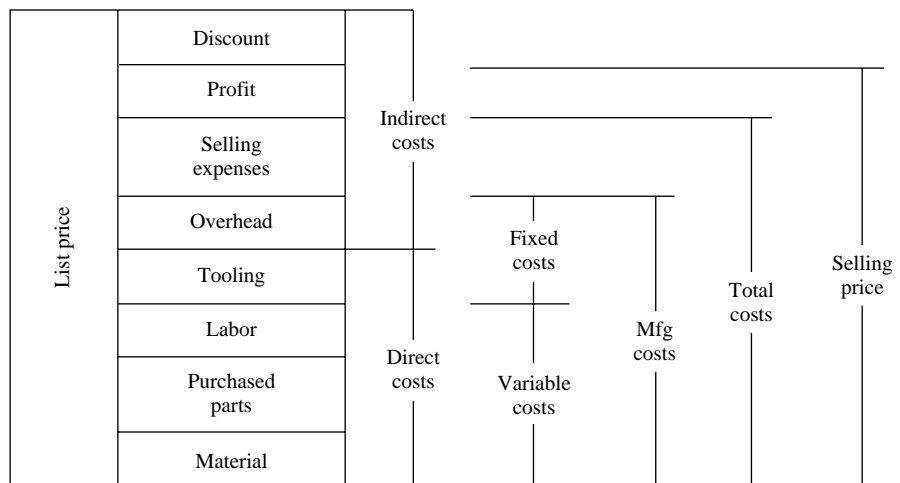 List price
Discount
Profit
Selling
expenses
Overhead
Tooling
Labor
Purchased
parts
Material
Indirect
costs
Direct
costs
Fixed
costs
Variable
costs
Mfg
costs
Total
costs
Selling
price